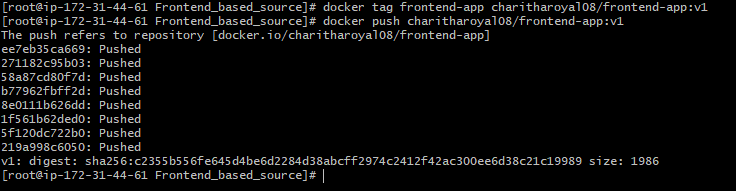 [root@ip-172-31-44-61 Frontend_based_source]# docker tag frontend-app charitharoyal08/frontend-app:v1
[root@ip-172-31-44-61 Frontend_based_source]# docker push charitharoyal08/frontend-app:v1
The push refers to repository [docker.io/charitharoyal08/frontend-app]
ee7eb35ca669: Pushed
271182c95b03: Pushed
58a87cd80f7d: Pushed
b77962fbff2d: Pushed
8e0111b626dd: Pushed
1f561b62ded0: Pushed
5f120dc722b0: Pushed
219a998c6050: Pushed
v1: digest: sha256:c2355b556fe645d4be6d2284d38abcff2974c2412f42ac300ee6d38c21c19989 size: 1986
[root@ip-172-31-44-61 Frontend_based_source]#